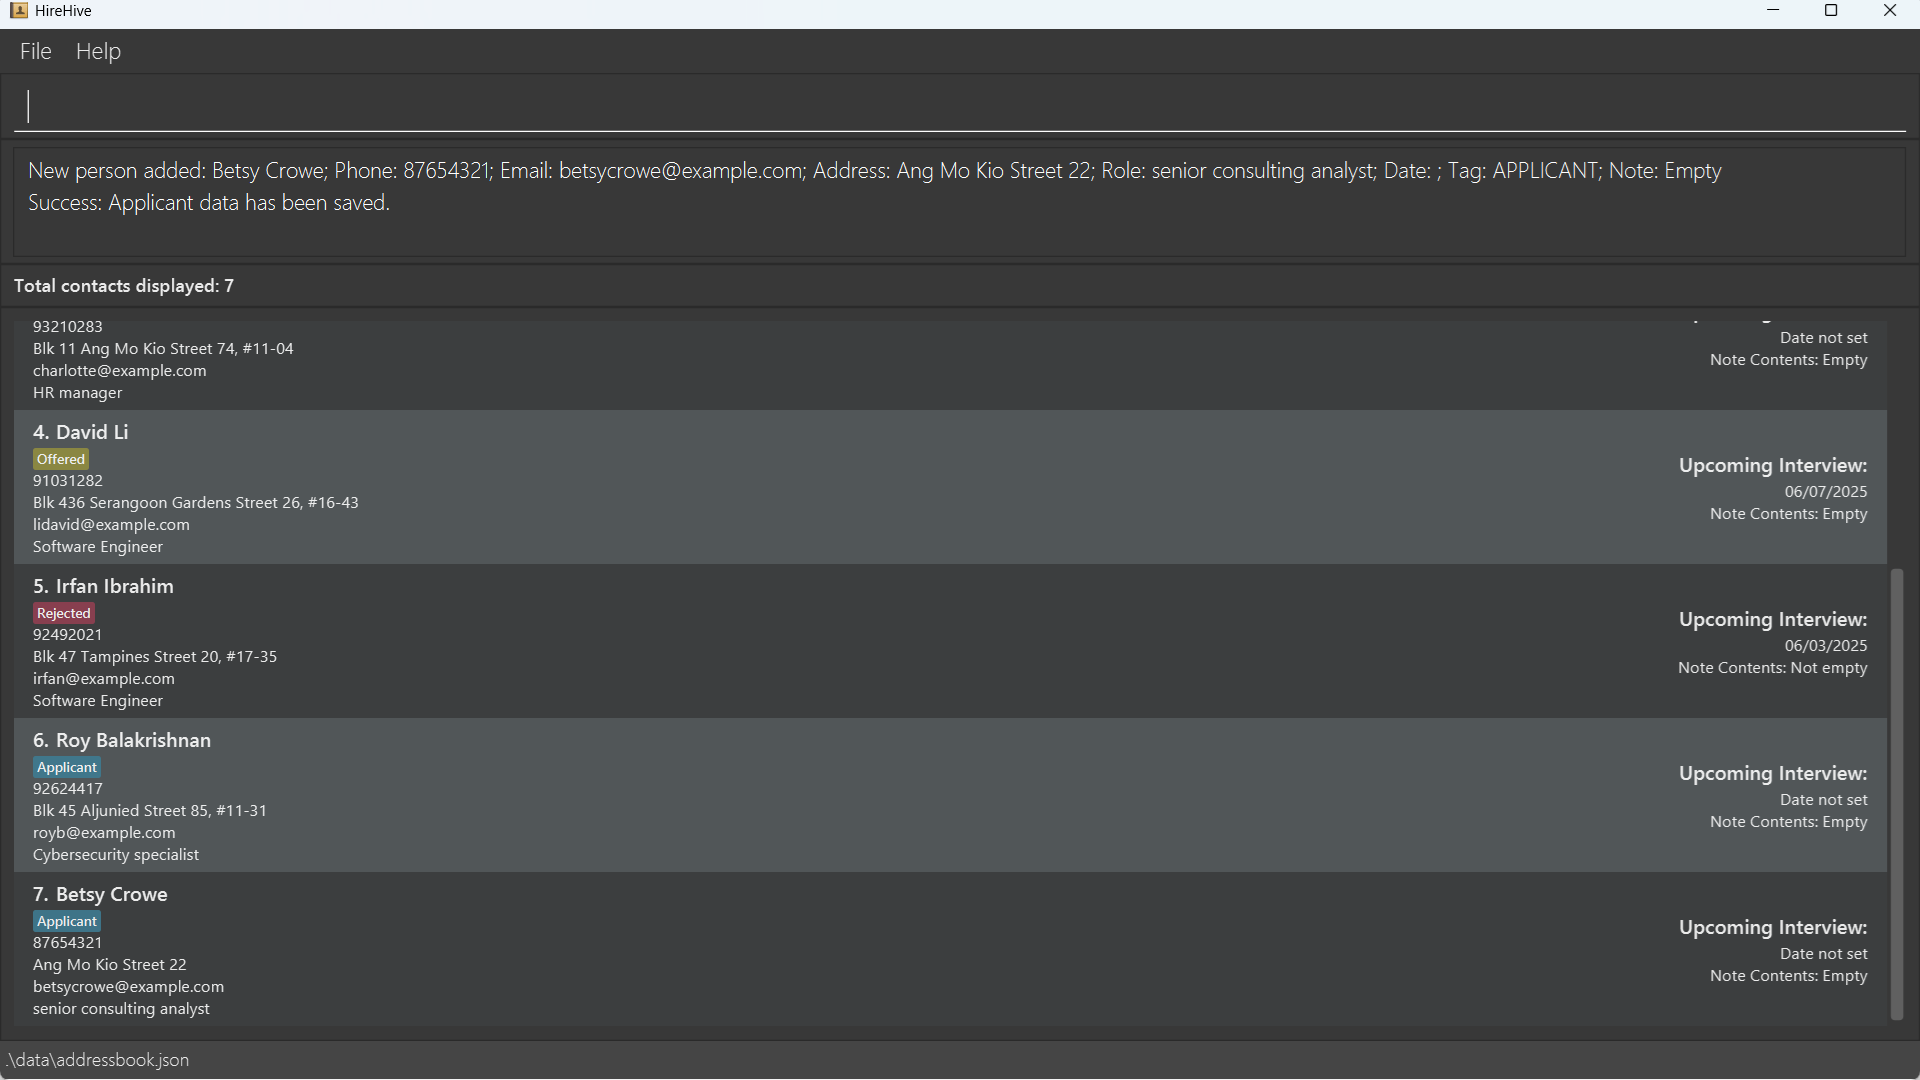 HireHive
File Help
New person added: Betsy Crowe; Phone: 87654321; Email: betsycrowe@example.com; Address: Ang Mo Kio Street 22; Role: senior consulting analyst; Date: ; Tag: APPLICANT; Note: Empty
Success: Applicant data has been saved.
Total contacts displayed: 7
93210283
Blk 11 Ang Mo Kio Street 74, #11-04
charlotte@example.com
HR manager
Date not set
Note Contents: Empty
4. David Li
Offered
91031282
Blk 436 Serangoon Gardens Street 26, #16-43
lidavid@example.com
Software Engineer
Upcoming Interview:
06/07/2025
Note Contents: Empty
5. Irfan Ibrahim
Rejected
92492021
Blk 47 Tampines Street 20, #17-35
irfan@example.com
Software Engineer
Upcoming Interview:
06/03/2025
Note Contents: Not empty
6. Roy Balakrishnan
Applicant
92624417
Blk 45 Aljunied Street 85, #11-31
royb@example.com
Cybersecurity specialist
Upcoming Interview:
Date not set
Note Contents: Empty
7. Betsy Crowe
Applicant
87654321
Ang Mo Kio Street 22
betsycrowe@example.com
senior consulting analyst
Upcoming Interview:
Date not set
Note Contents: Empty
.\data\addressbook.json